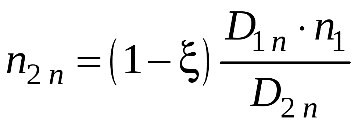 n₂ ₙ = (1 − ξ) (D₁ ₙ · n₁) / D₂ ₙ